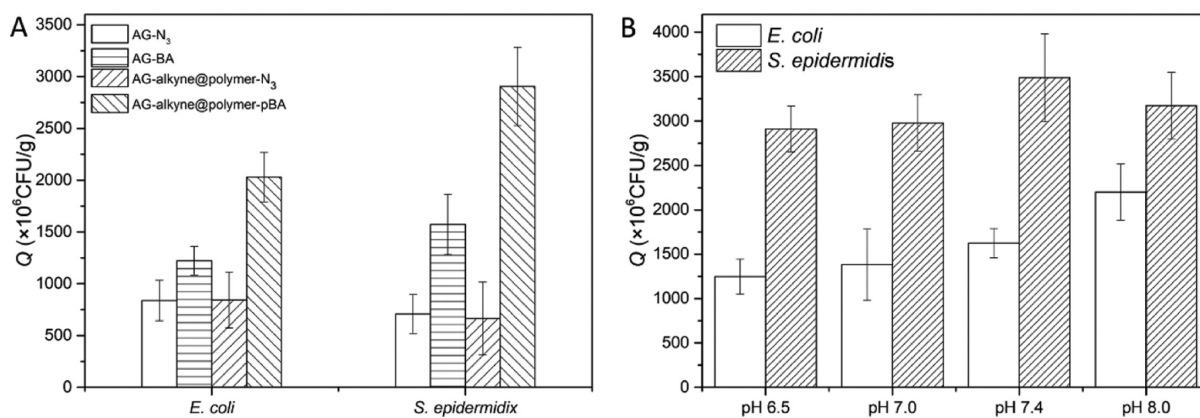 A
3500
3000
2500
2000
1500
1000
500
0
Q (×10⁶CFU/g)
AG-N₃
AG-BA
AG-alkyne@polymer-N₃
AG-alkyne@polymer-pBA
E. coli
S. epidermidix
B
4000
3500
3000
2500
2000
1500
1000
500
0
Q (×10⁶CFU/g)
E. coli
S. epidermidis
pH 6.5
pH 7.0
pH 7.4
pH 8.0